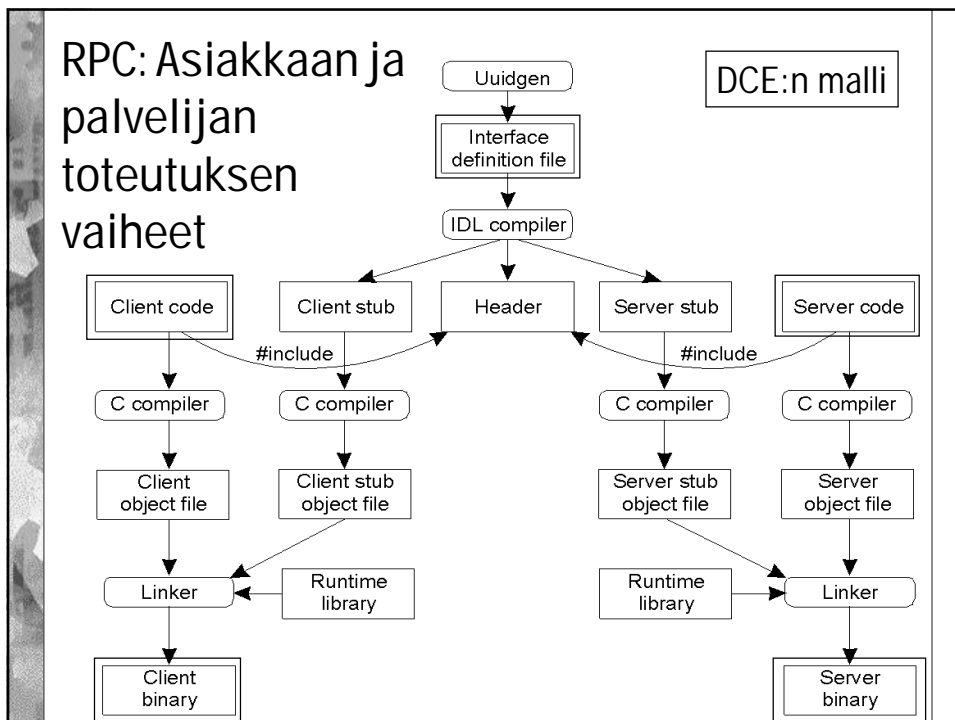 RPC: Asiakkaan ja
palvelijan
toteutuksen
vaiheet
DCE:n malli
Uuidgen
Interface
definition file
IDL compiler
Client code
Client stub
Header
Server stub
Server code
#include
#include
C compiler
C compiler
C compiler
C compiler
Client
object file
Client stub
object file
Server stub
object file
Server
object file
Linker
Runtime
library
Runtime
library
Linker
Client
binary
Server
binary